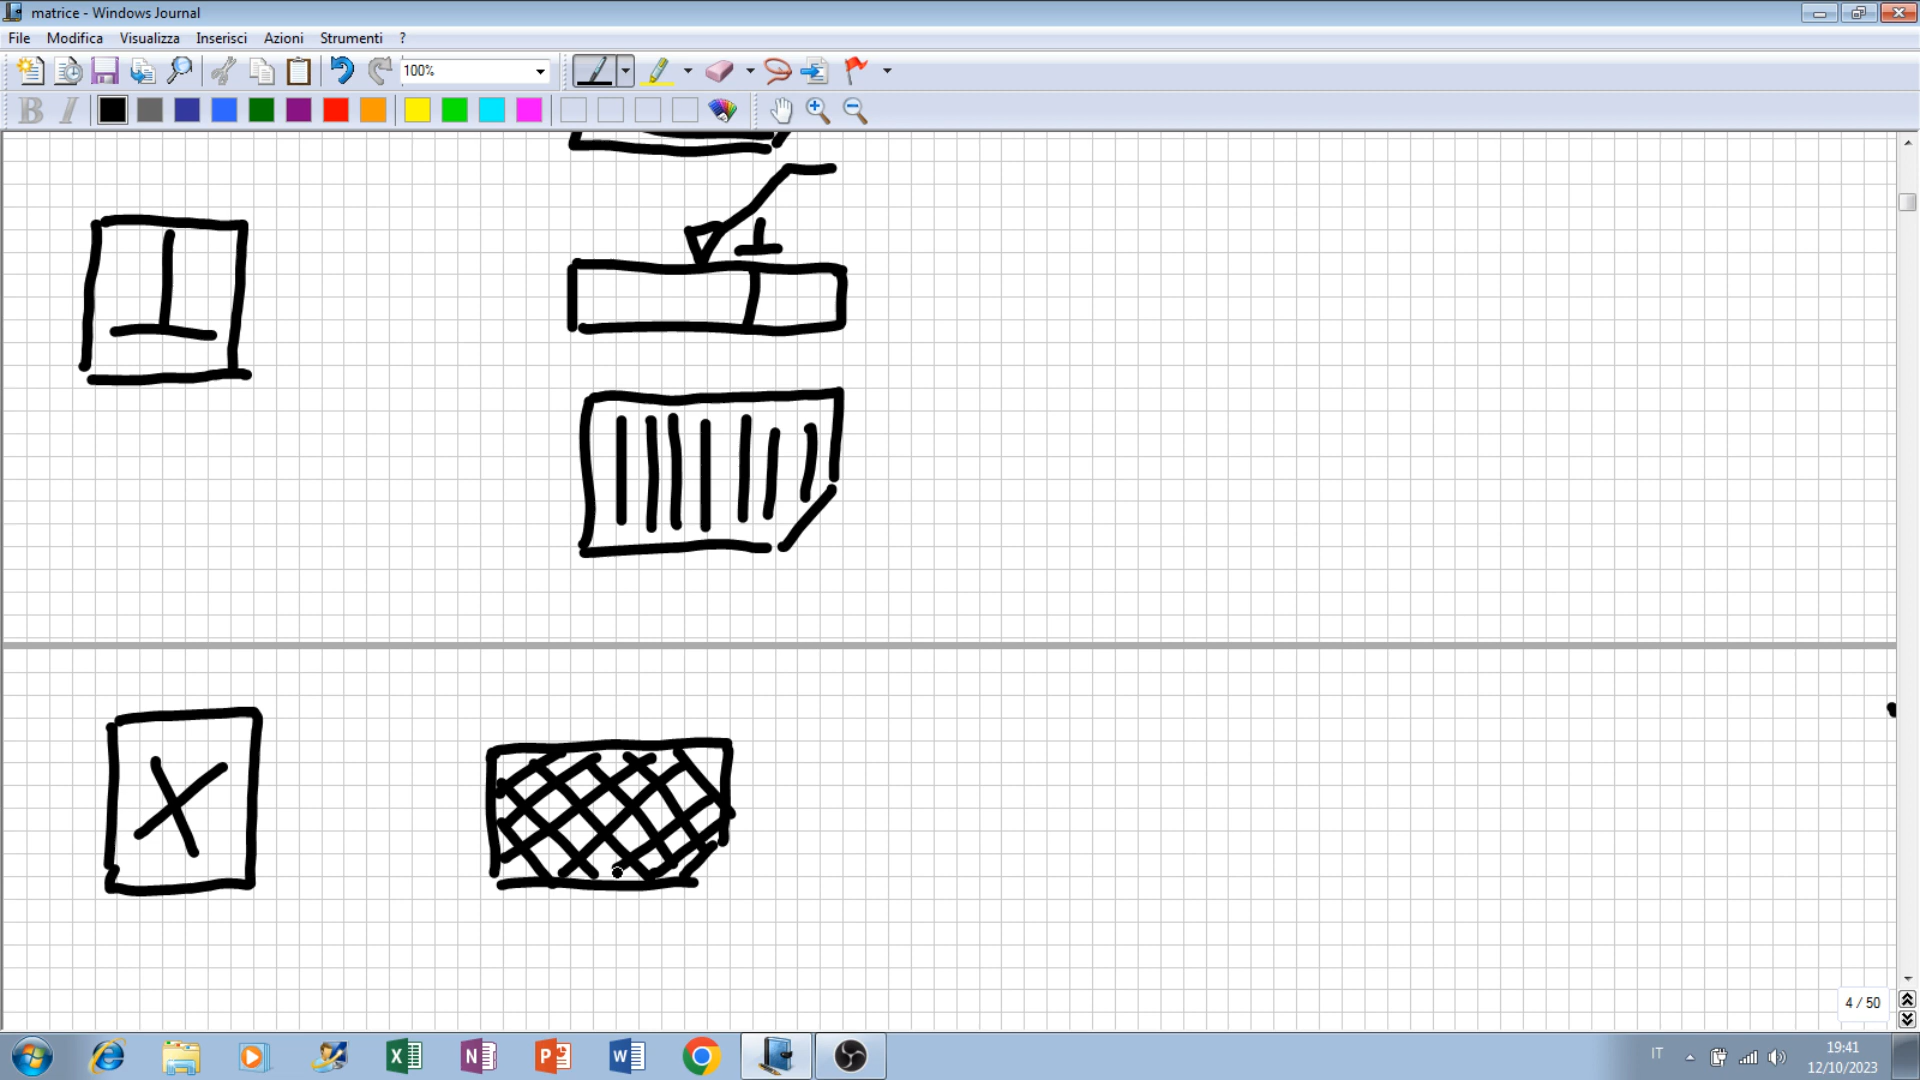 matrice - Windows Journal
File Modifica Visualizza Inserisci Azioni Strumenti ?
100%
B I
⊥
⊥
X
4 / 50
IT
19:41
12/10/2023